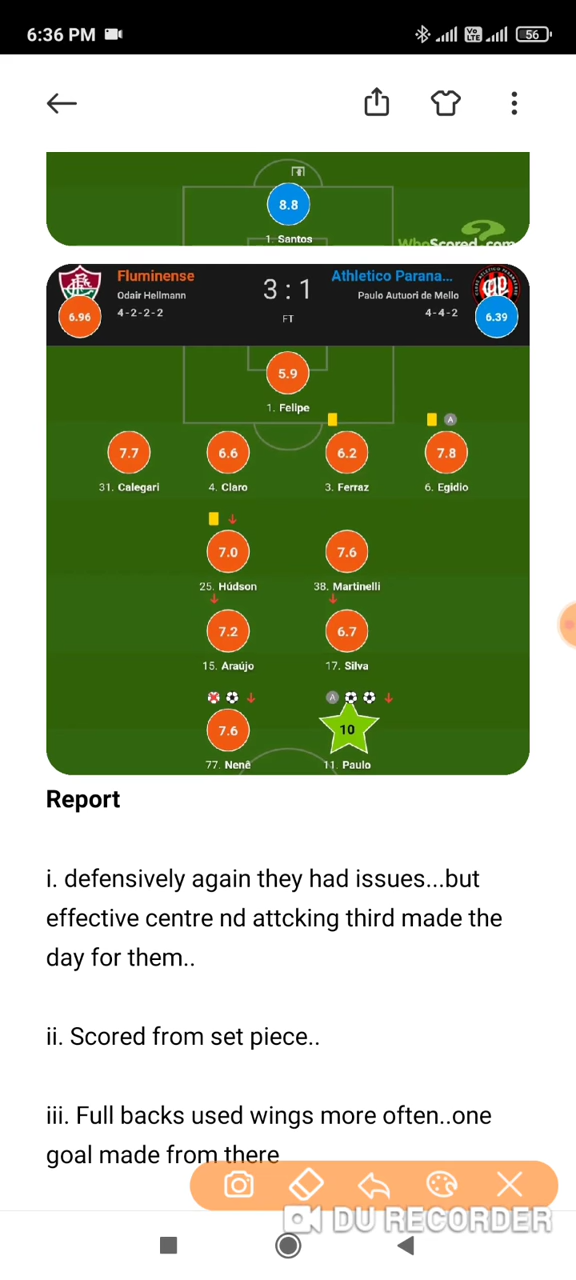 6:36 PM
Vo LTE
56
8.8
1. Santos
WhoScored.com
Fluminense
Athletico Parana...
Odair Hellmann
3 : 1
Paulo Autuori de Mello
4-2-2-2
FT
4-4-2
6.96
6.39
5.9
1. Felipe
A
7.7 6.6 6.2 7.8
31. Calegari 4. Claro 3. Ferraz 6. Egidio
7.0 7.6
25. Húdson 38. Martinelli
7.2 6.7
15. Araújo 17. Silva
A
7.6 10
77. Nenê 11. Paulo
Report
i. defensively again they had issues...but
effective centre nd attcking third made the
day for them..
ii. Scored from set piece..
iii. Full backs used wings more often..one
goal made from there
DU RECORDER